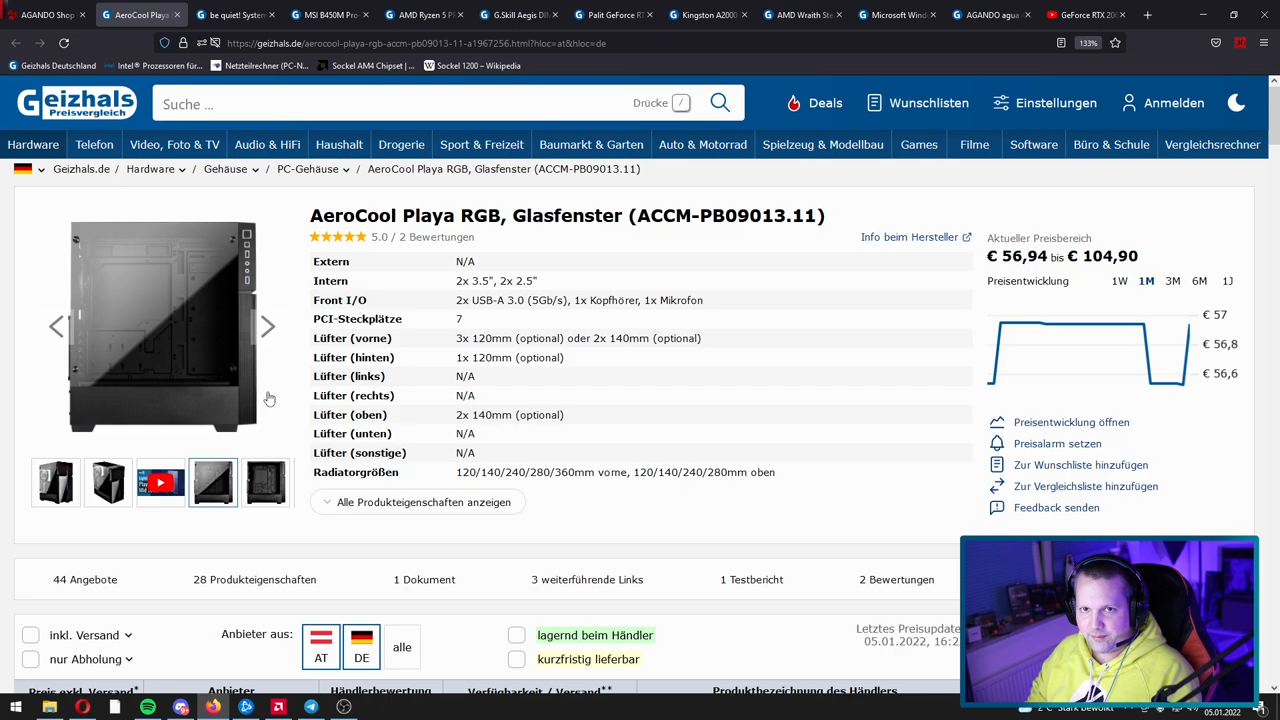 AGANDO Shop
AeroCool Playa
be quiet! System
MSI B450M Pro
AMD Ryzen 5 PR
G.Skill Aegis DIM
Palit GeForce RT
Kingston A2000
AMD Wraith Ste
Microsoft Wind
AGANDO agua
GeForce RTX 206
https://geizhals.de/aerocool-playa-rgb-accm-pb09013-11-a1967256.html?hloc=at&hloc=de
133%
Geizhals Deutschland
Intel® Prozessoren für...
Netzteilrechner (PC-N...
Sockel AM4 Chipset |...
Sockel 1200 – Wikipedia
Geizhals
Preisvergleich
Suche ...
Drücke /
Deals
Wunschlisten
Einstellungen
Anmelden
Hardware
Telefon
Video, Foto & TV
Audio & HiFi
Haushalt
Drogerie
Sport & Freizeit
Baumarkt & Garten
Auto & Motorrad
Spielzeug & Modellbau
Games
Filme
Software
Büro & Schule
Vergleichsrechner
Geizhals.de / Hardware / Gehäuse / PC-Gehäuse / AeroCool Playa RGB, Glasfenster (ACCM-PB09013.11)
AeroCool Playa RGB, Glasfenster (ACCM-PB09013.11)
5.0 / 2 Bewertungen
Info beim Hersteller
Extern N/A
Intern 2x 3.5", 2x 2.5"
Front I/O 2x USB-A 3.0 (5Gb/s), 1x Kopfhörer, 1x Mikrofon
PCI-Steckplätze 7
Lüfter (vorne) 3x 120mm (optional) oder 2x 140mm (optional)
Lüfter (hinten) 1x 120mm (optional)
Lüfter (links) N/A
Lüfter (rechts) N/A
Lüfter (oben) 2x 140mm (optional)
Lüfter (unten) N/A
Lüfter (sonstige) N/A
Radiatorgrößen 120/140/240/280/360mm vorne, 120/140/240/280mm oben
Alle Produkteigenschaften anzeigen
Aktueller Preisbereich
€ 56,94 bis € 104,90
Preisentwicklung 1W 1M 3M 6M 1J
€ 57
€ 56,8
€ 56,6
Preisentwicklung öffnen
Preisalarm setzen
Zur Wunschliste hinzufügen
Zur Vergleichsliste hinzufügen
Feedback senden
44 Angebote
28 Produkteigenschaften
1 Dokument
3 weiterführende Links
1 Testbericht
2 Bewertungen
inkl. Versand
nur Abholung
Anbieter aus:
AT
DE
alle
lagernd beim Händler
kurzfristig lieferbar
Letztes Preisupdate
05.01.2022, 16:2
Preis exkl. Versand*
Anbieter
Händlerbewertung
Verfügbarkeit / Versand**
Produktbezeichnung des Händlers
2°C Stark bewölkt
05.01.2022